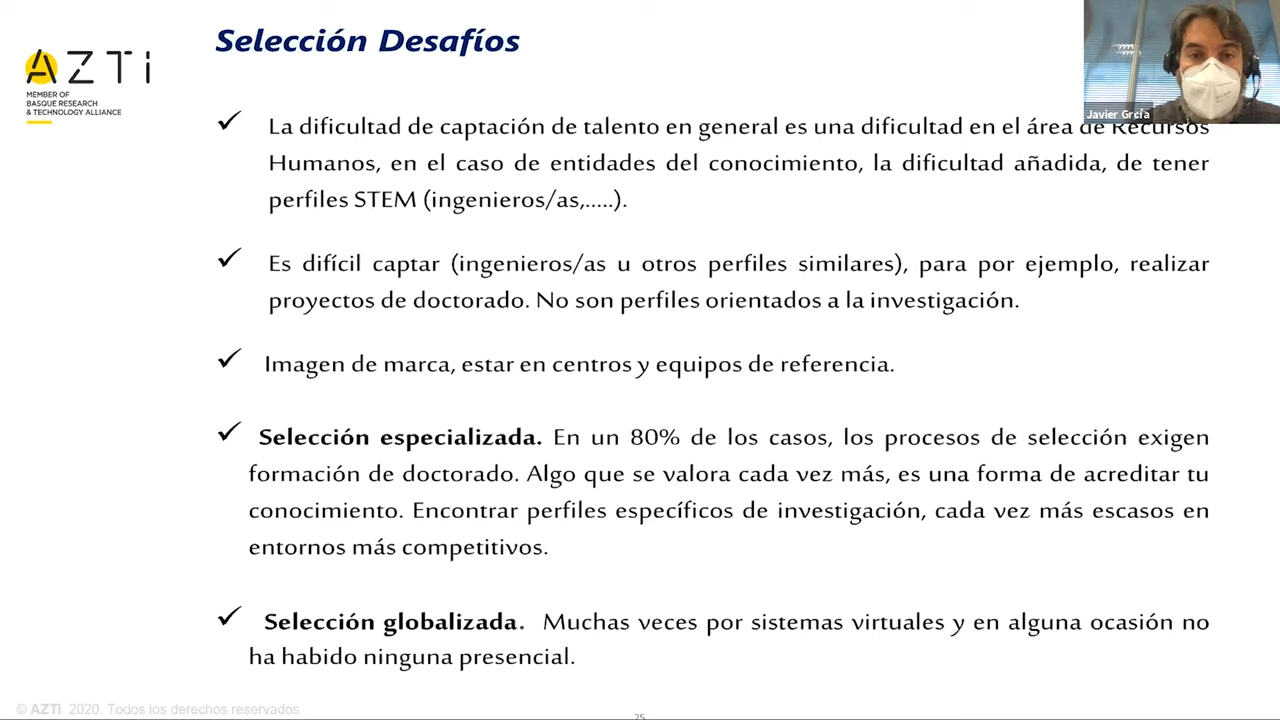 Selección Desafíos
AZTi
MEMBER OF
BASQUE RESEARCH
& TECHNOLOGY ALLIANCE
Javier Grcía
La dificultad de captación de talento en general es una dificultad en el área de Recursos
Humanos, en el caso de entidades del conocimiento, la dificultad añadida, de tener
perfiles STEM (ingenieros/as,.....).
Es difícil captar (ingenieros/as u otros perfiles similares), para por ejemplo, realizar
proyectos de doctorado. No son perfiles orientados a la investigación.
Imagen de marca, estar en centros y equipos de referencia.
Selección especializada. En un 80% de los casos, los procesos de selección exigen
formación de doctorado. Algo que se valora cada vez más, es una forma de acreditar tu
conocimiento. Encontrar perfiles específicos de investigación, cada vez más escasos en
entornos más competitivos.
Selección globalizada. Muchas veces por sistemas virtuales y en alguna ocasión no
ha habido ninguna presencial.
© AZTI 2020. Todos los derechos reservados
25